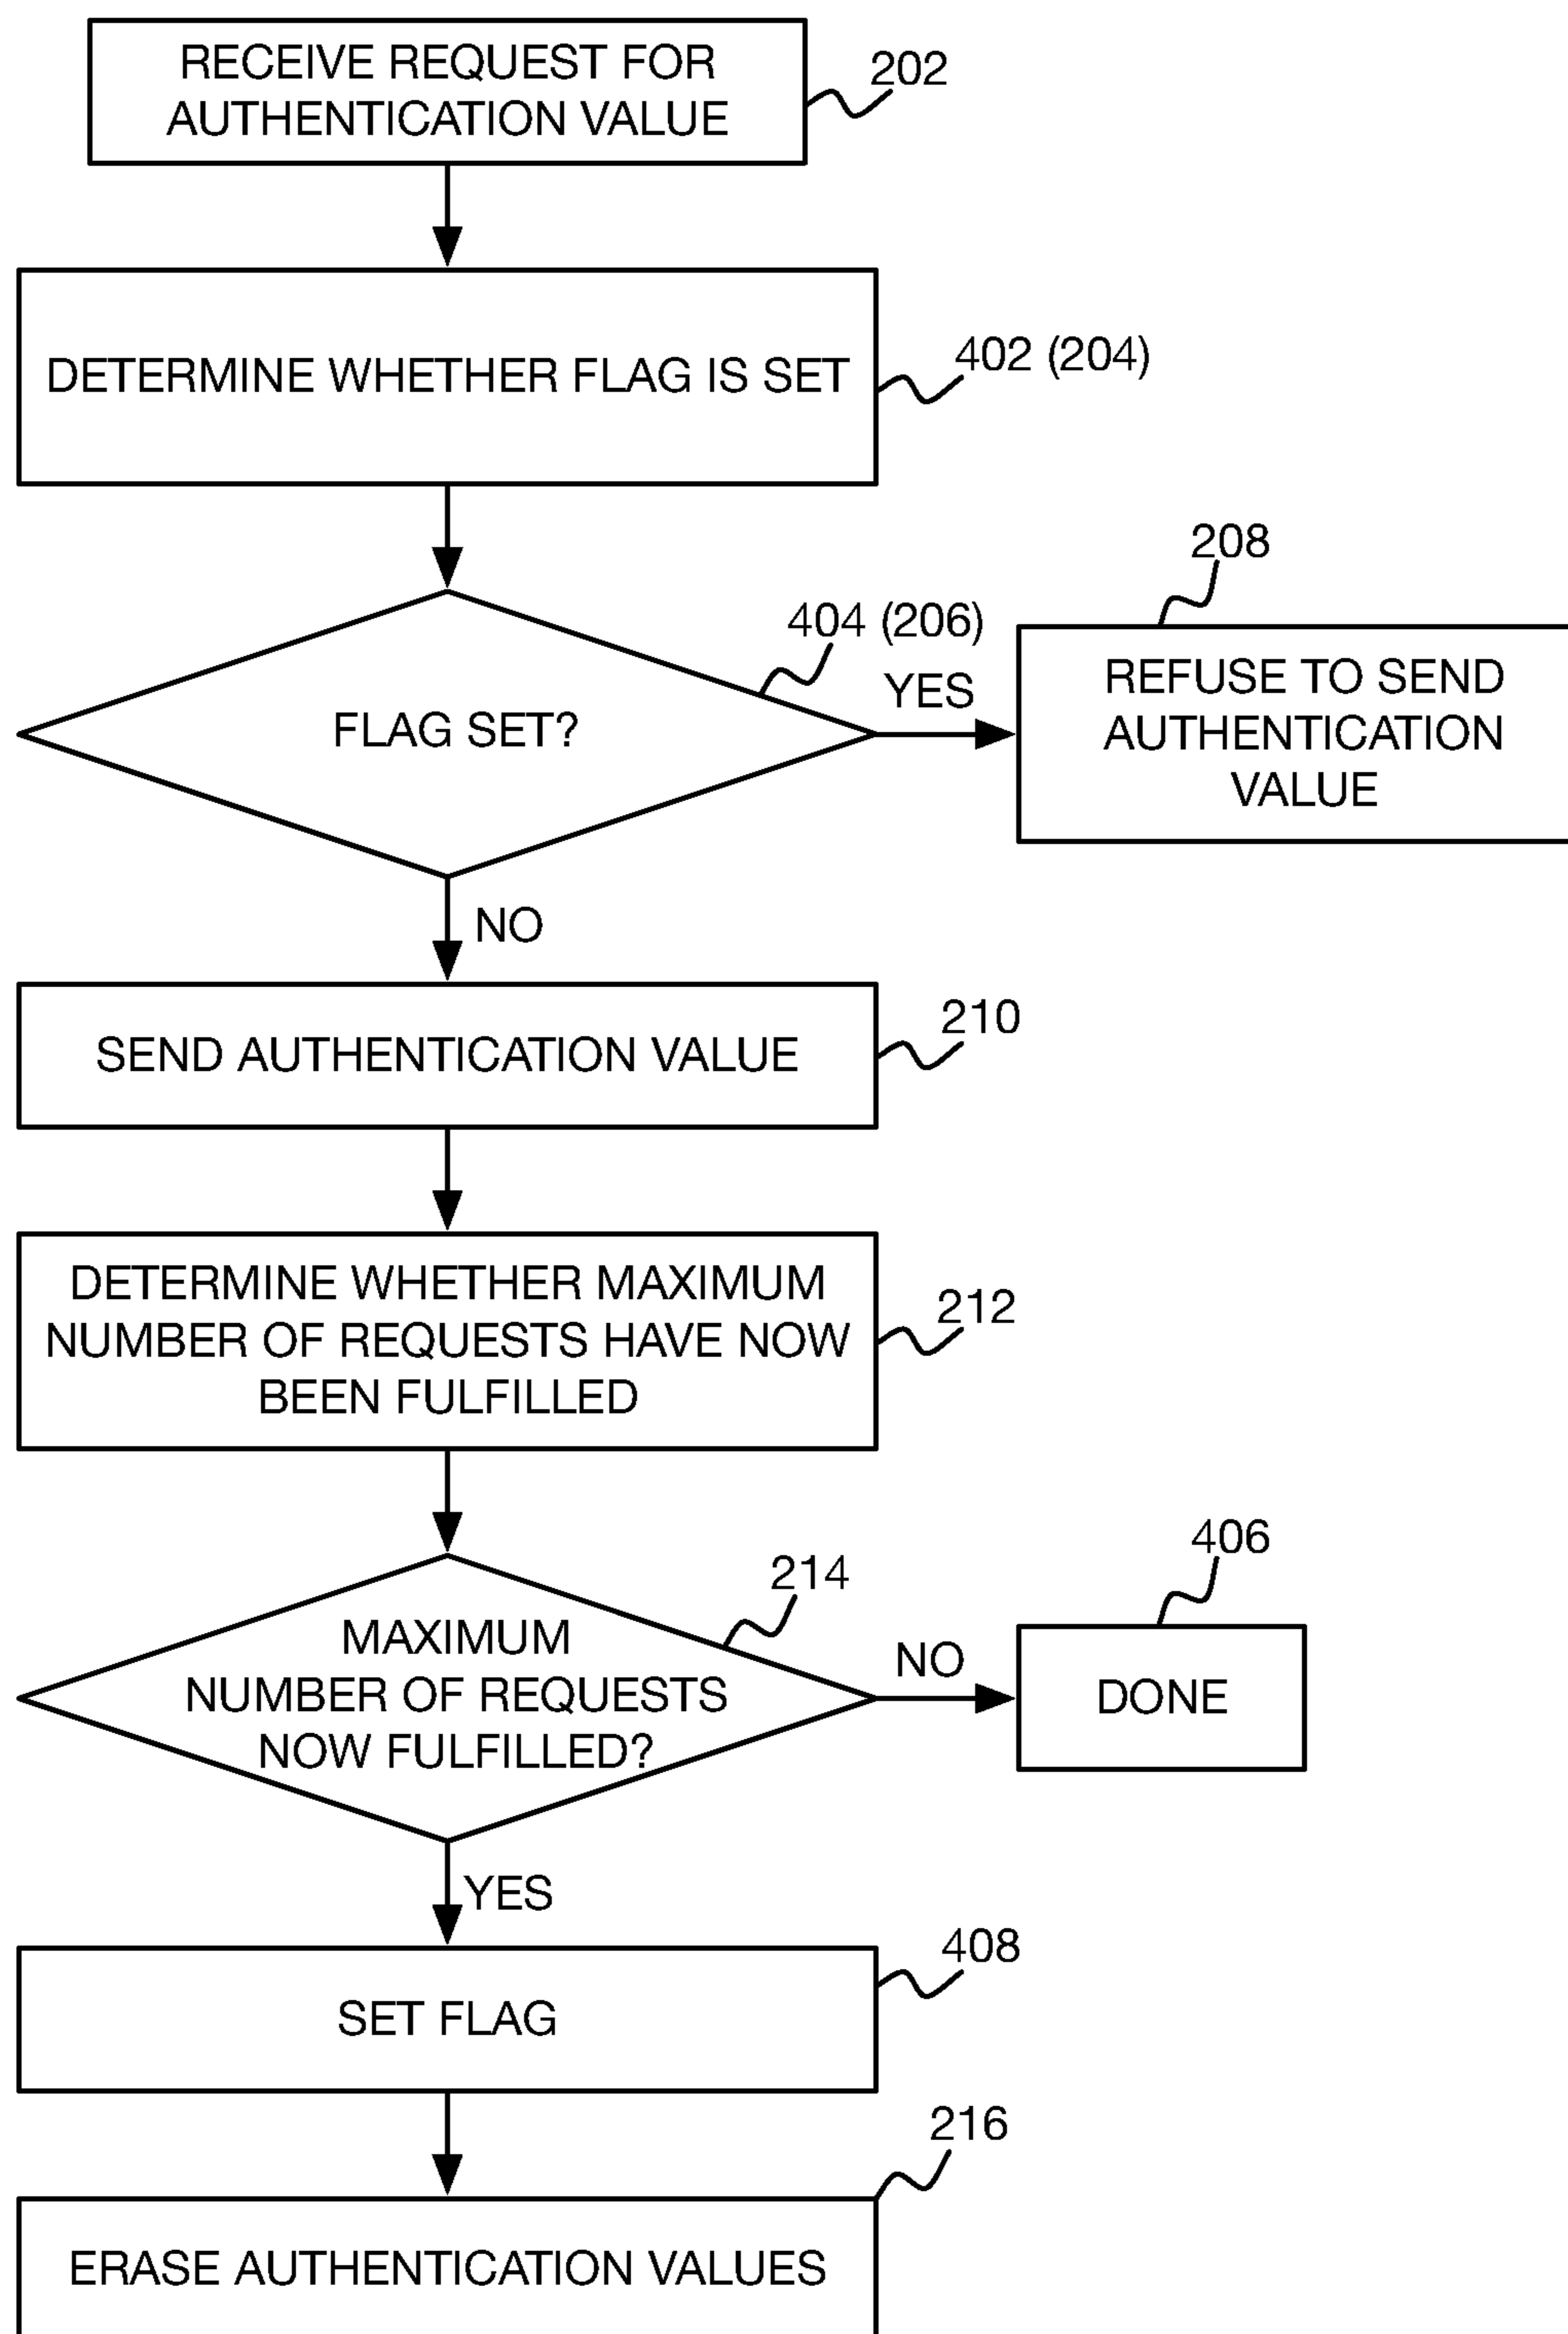 RECEIVE REQUEST FOR
AUTHENTICATION VALUE
202
DETERMINE WHETHER FLAG IS SET
402 (204)
FLAG SET?
404 (206)
YES
208
REFUSE TO SEND
AUTHENTICATION
VALUE
NO
SEND AUTHENTICATION VALUE
210
DETERMINE WHETHER MAXIMUM
NUMBER OF REQUESTS HAVE NOW
BEEN FULFILLED
212
MAXIMUM
NUMBER OF REQUESTS
NOW FULFILLED?
214
NO
406
DONE
YES
SET FLAG
408
ERASE AUTHENTICATION VALUES
216